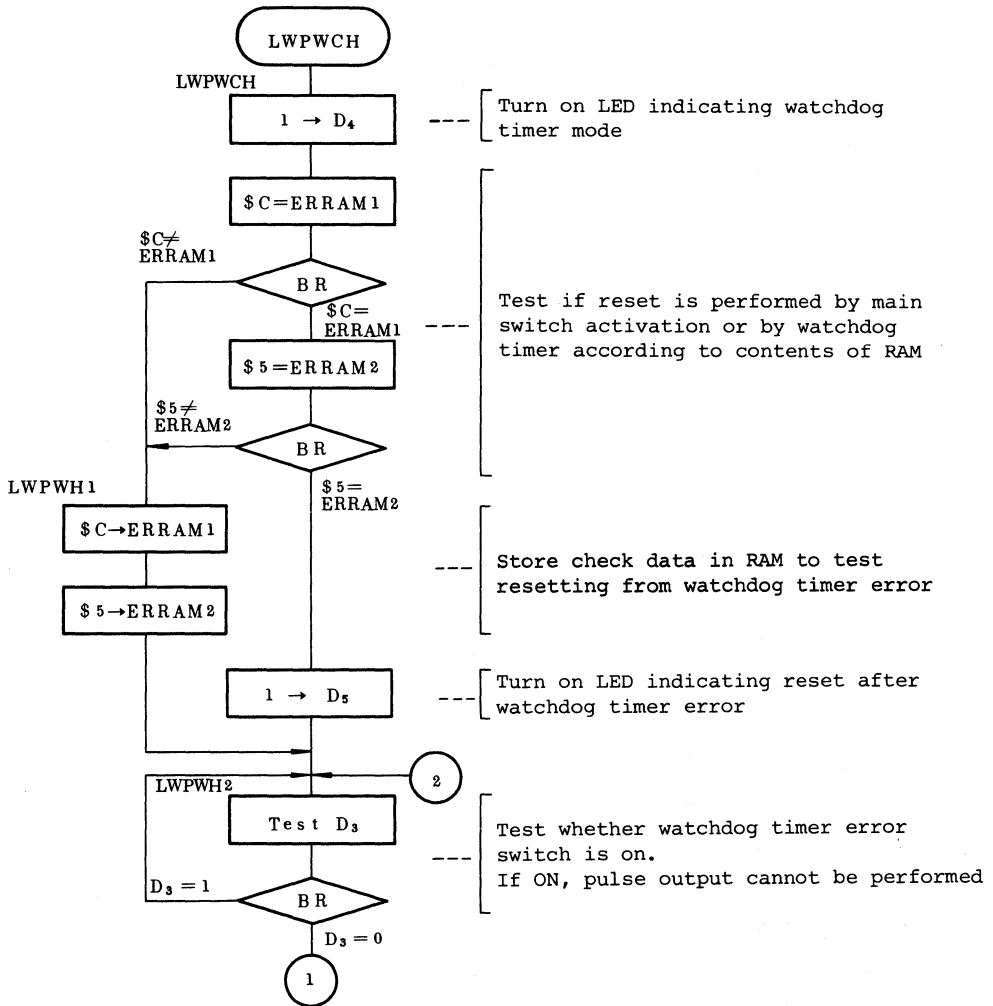 LWPWCH
LWPWCH
1 → D₄
--- Turn on LED indicating watchdog
timer mode
$C=ERRAM1
$C≠
ERRAM1
BR
$C=
ERRAM1
--- Test if reset is performed by main
switch activation or by watchdog
timer according to contents of RAM
$5=ERRAM2
$5≠
ERRAM2
BR
$5=
ERRAM2
LWPWH1
$C→ERRAM1
$5→ERRAM2
--- Store check data in RAM to test
resetting from watchdog timer error
1 → D₅
--- Turn on LED indicating reset after
watchdog timer error
LWPWH2
2
Test D₃
--- Test whether watchdog timer error
switch is on.
If ON, pulse output cannot be performed
D₃=1
BR
D₃=0
1